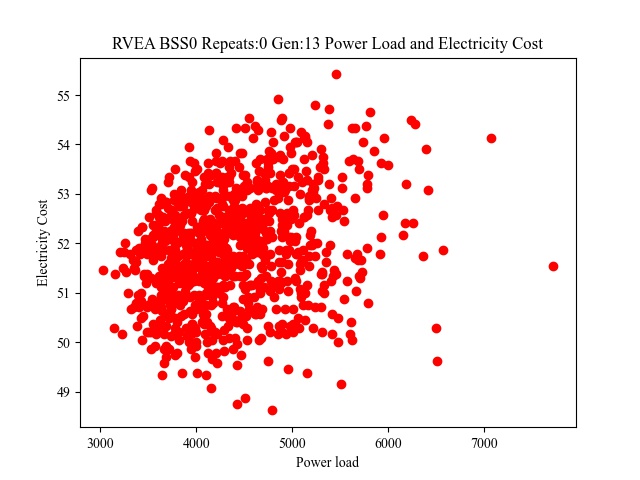 RVEA BSS0 Repeats:0 Gen:13 Power Load and Electricity Cost
55
54
53
52
51
50
49
Electricity Cost
3000 4000 5000 6000 7000
Power load